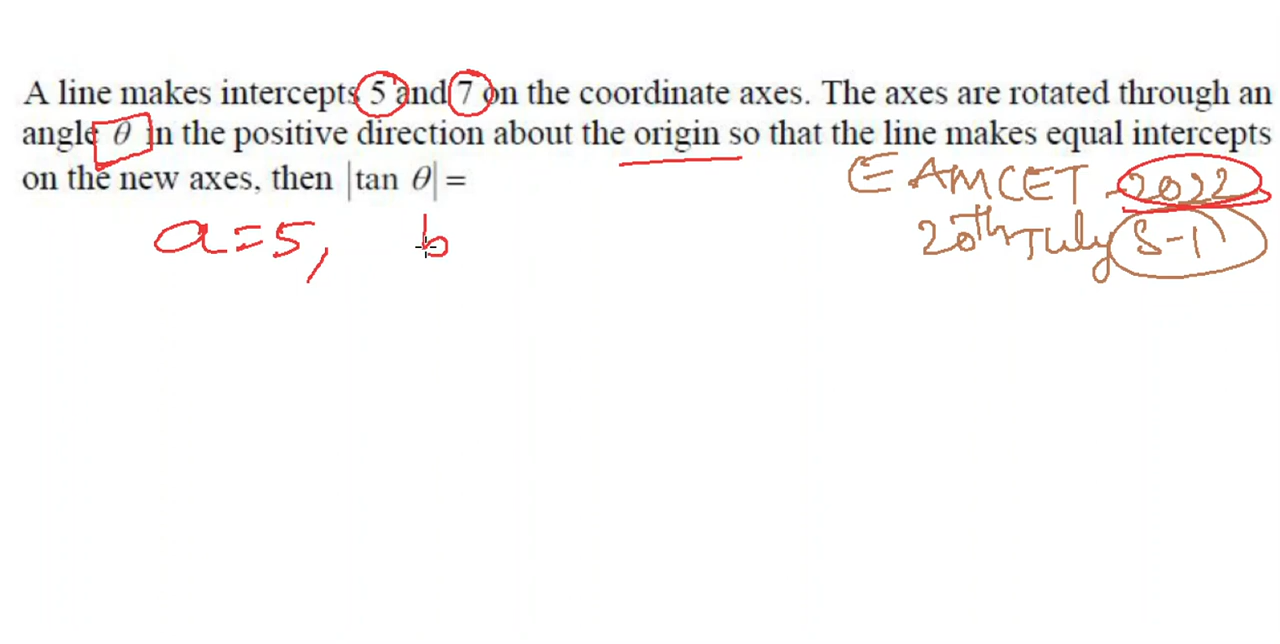 A line makes intercepts 5 and 7 on the coordinate axes. The axes are rotated through an
angle θ in the positive direction about the origin so that the line makes equal intercepts
on the new axes, then |tan θ| =
EAMCET 2022
20th July S-1
a=5, b